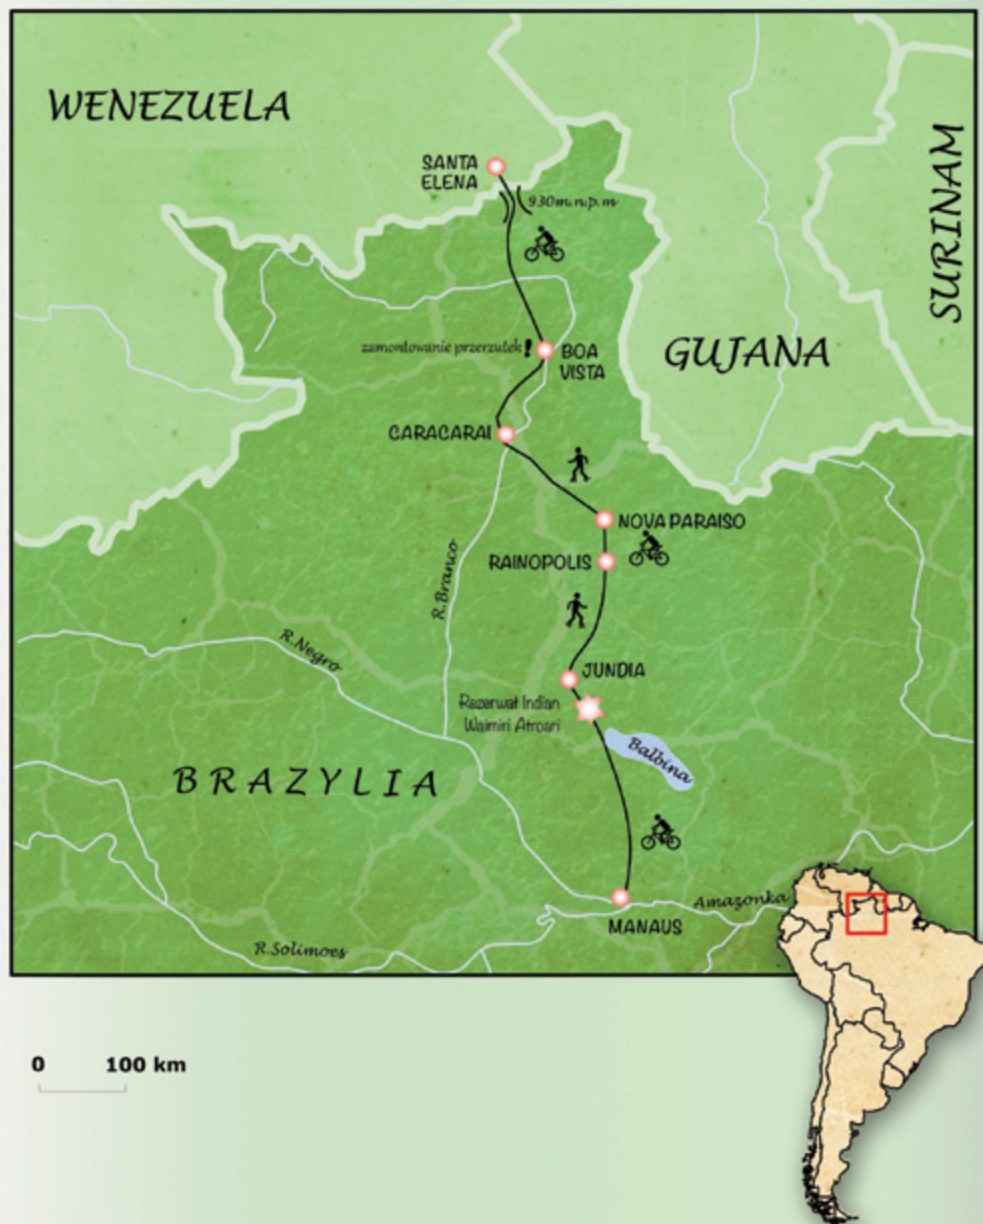 WENEZUELA
SURINAM
SANTA
ELENA
930m.n.p.m
GUJANA
zamontowanie przerzutek!
BOA
VISTA
CARACARAI
NOVA PARAISO
RAINOPOLIS
R.Branco
R.Negro
JUNDIA
Rezerwat Indian
Waimiri Atroari
Balbina
BRAZYLIA
Amazonka
MANAUS
R.Solimoes
0 100 km